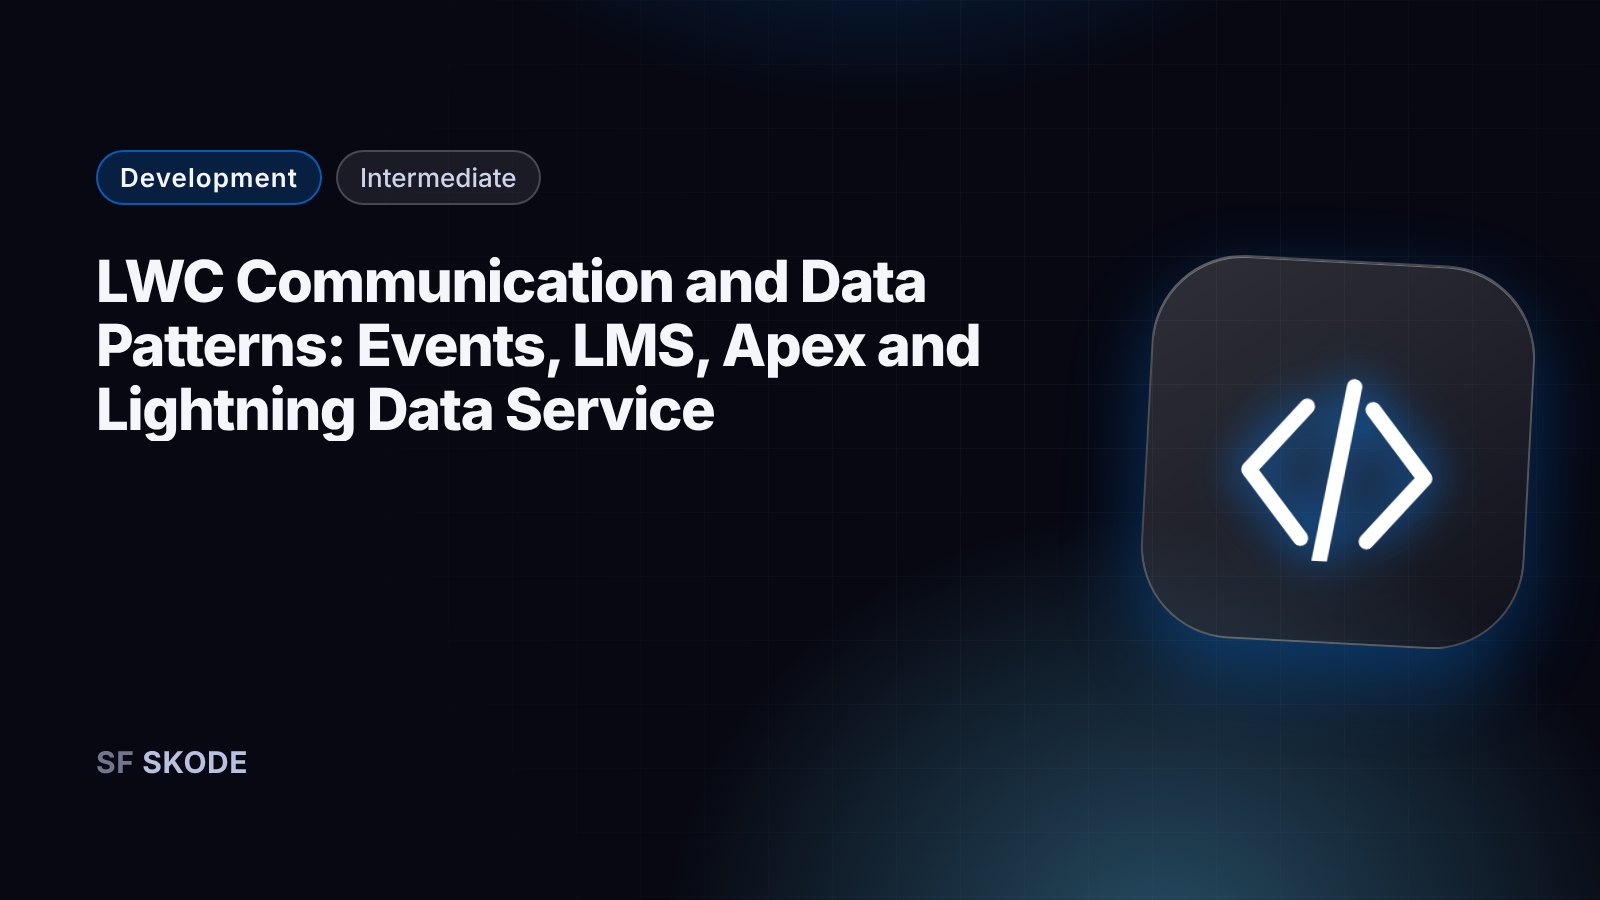 Development
Intermediate
LWC Communication and Data
Patterns: Events, LMS, Apex and
Lightning Data Service
SF SKODE